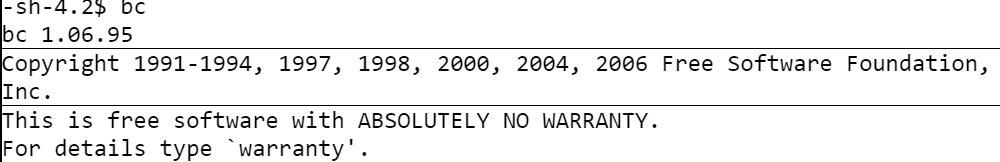 -sh-4.2$ bc
bc 1.06.95
Copyright 1991-1994, 1997, 1998, 2000, 2004, 2006 Free Software Foundation,
Inc.
This is free software with ABSOLUTELY NO WARRANTY.
For details type `warranty'.